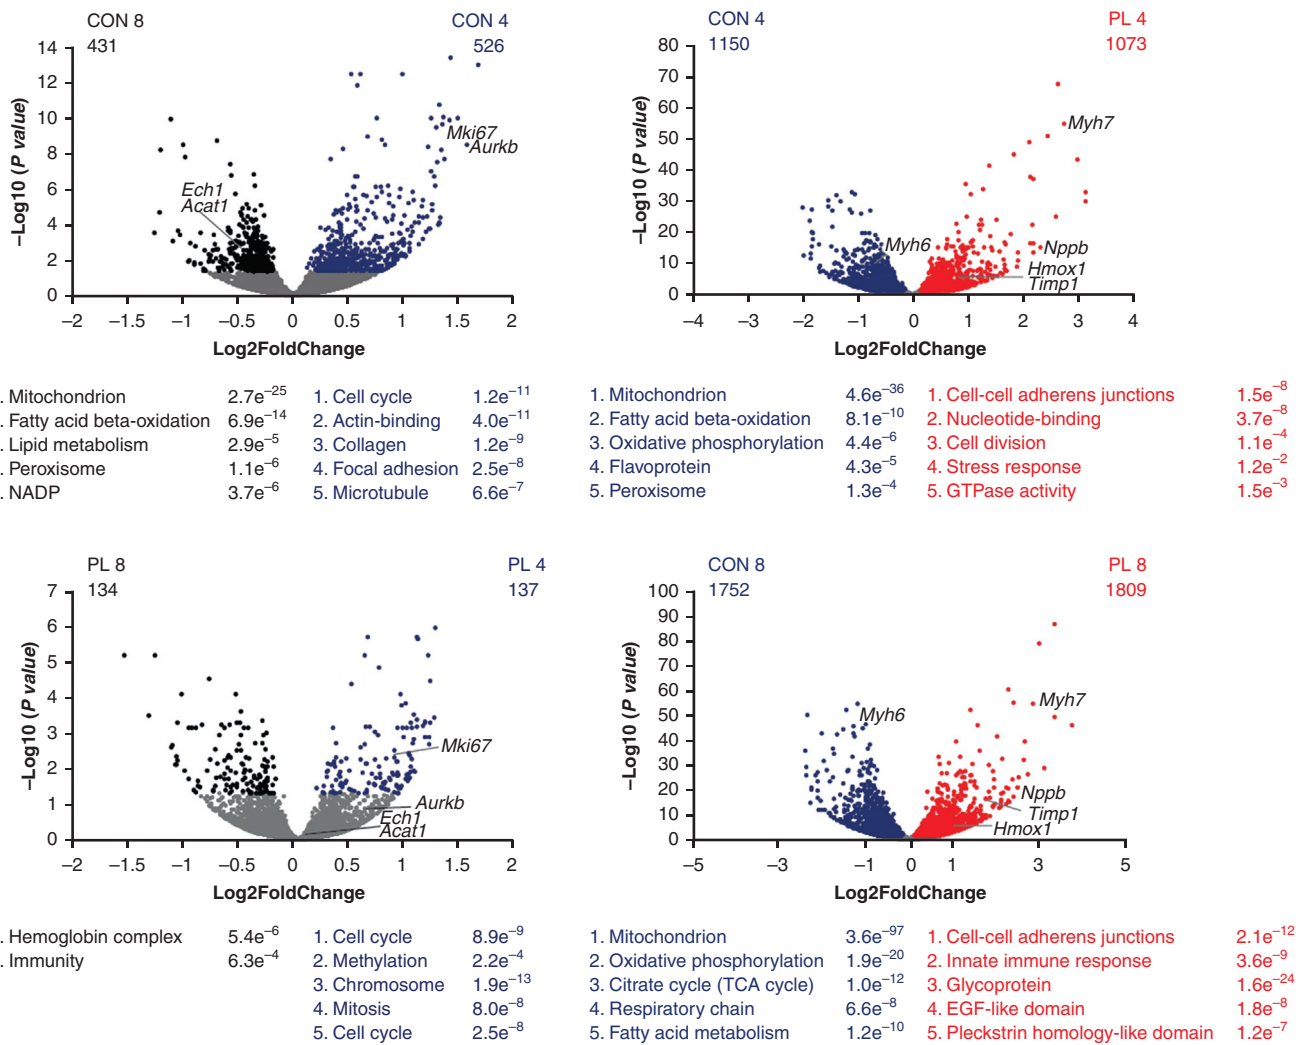 CON 8
431
CON 4
526
14
12
10
8
6
4
2
0
–Log10 (P value)
Mki67
Aurkb
Ech1
Acat1
–2 –1.5 –1 –0.5 0 0.5 1 1.5 2
Log2FoldChange
. Mitochondrion 2.7e–25
. Fatty acid beta-oxidation 6.9e–14
. Lipid metabolism 2.9e–5
. Peroxisome 1.1e–6
. NADP 3.7e–6
1. Cell cycle 1.2e–11
2. Actin-binding 4.0e–11
3. Collagen 1.2e–9
4. Focal adhesion 2.5e–8
5. Microtubule 6.6e–7
CON 4
1150
PL 4
1073
80
70
60
50
40
30
20
10
0
–Log10 (P value)
Myh7
Myh6
Nppb
Hmox1
Timp1
–4 –3 –2 –1 0 1 2 3 4
Log2FoldChange
1. Mitochondrion 4.6e–36
2. Fatty acid beta-oxidation 8.1e–10
3. Oxidative phosphorylation 4.4e–6
4. Flavoprotein 4.3e–5
5. Peroxisome 1.3e–4
1. Cell-cell adherens junctions 1.5e–8
2. Nucleotide-binding 3.7e–8
3. Cell division 1.1e–4
4. Stress response 1.2e–2
5. GTPase activity 1.5e–3
PL 8
134
PL 4
137
7
6
5
4
3
2
1
0
–Log10 (P value)
Mki67
Aurkb
Ech1
Acat1
–2 –1.5 –1 –0.5 0 0.5 1 1.5 2
Log2FoldChange
. Hemoglobin complex 5.4e–6
. Immunity 6.3e–4
1. Cell cycle 8.9e–9
2. Methylation 2.2e–4
3. Chromosome 1.9e–13
4. Mitosis 8.0e–8
5. Cell cycle 2.5e–8
CON 8
1752
PL 8
1809
100
90
80
70
60
50
40
30
20
10
0
–Log10 (P value)
Myh7
Myh6
Nppb
Timp1
Hmox1
–5 –3 –1 0 1 3 5
Log2FoldChange
1. Mitochondrion 3.6e–97
2. Oxidative phosphorylation 1.9e–20
3. Citrate cycle (TCA cycle) 1.0e–12
4. Respiratory chain 6.6e–8
5. Fatty acid metabolism 1.2e–10
1. Cell-cell adherens junctions 2.1e–12
2. Innate immune response 3.6e–9
3. Glycoprotein 1.6e–24
4. EGF-like domain 1.8e–8
5. Pleckstrin homology-like domain 1.2e–7